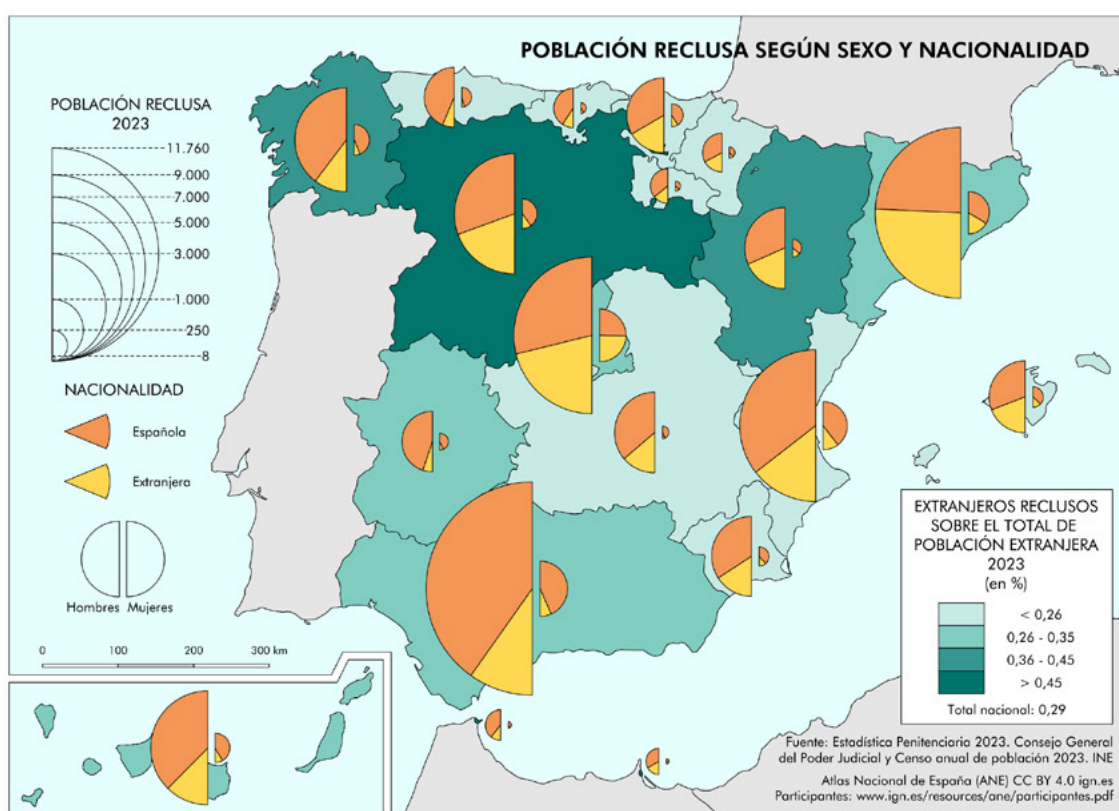 POBLACIÓN RECLUSA SEGÚN SEXO Y NACIONALIDAD
POBLACIÓN RECLUSA
2023
11.760
9.000
7.000
5.000
3.000
1.000
250
8
NACIONALIDAD
Española
Extranjera
Hombres Mujeres
0 100 200 300 km
EXTRANJEROS RECLUSOS
SOBRE EL TOTAL DE
POBLACIÓN EXTRANJERA
2023
(en %)
< 0,26
0,26 - 0,35
0,36 - 0,45
> 0,45
Total nacional: 0,29
Fuente: Estadística Penitenciaria 2023. Consejo General
del Poder Judicial y Censo anual de población 2023. INE
Atlas Nacional de España (ANE) CC BY 4.0 ign.es
Participantes: www.ign.es/resources/ane/participantes.pdf